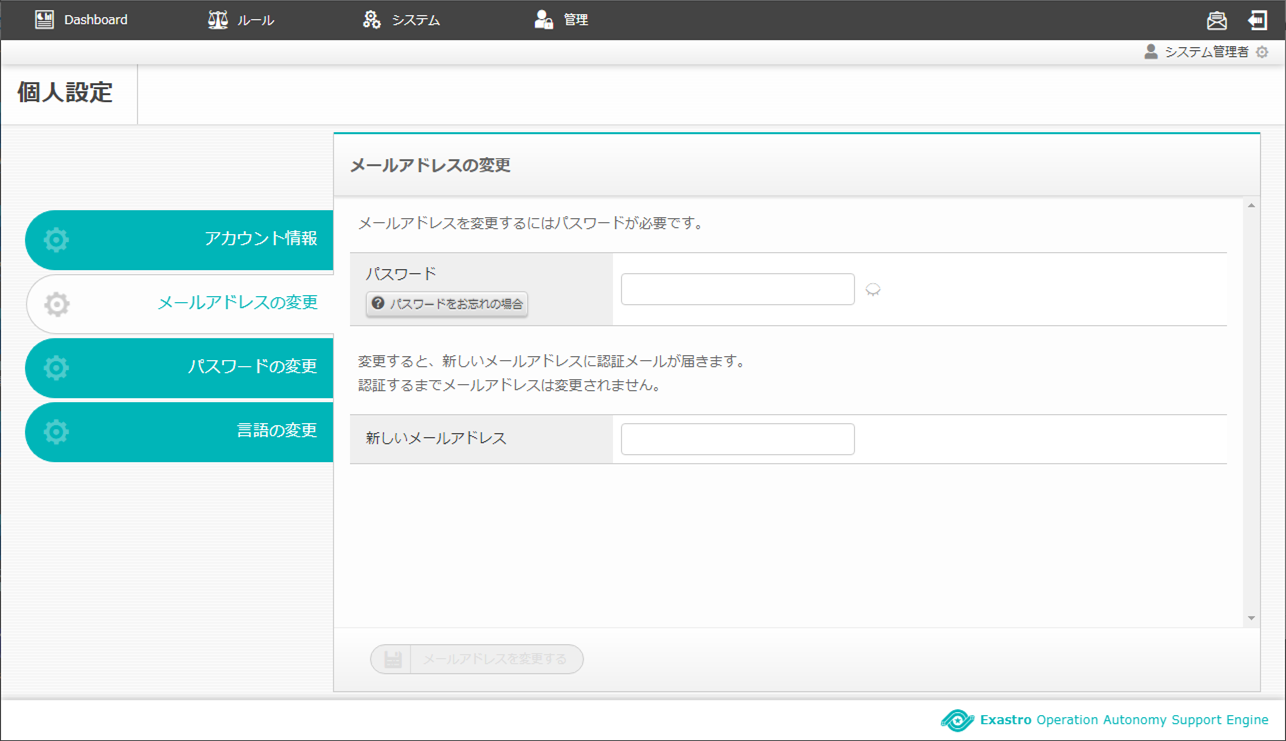 Dashboard
ルール
システム
管理
システム管理者
個人設定
メールアドレスの変更
アカウント情報
メールアドレスの変更
パスワードの変更
言語の変更
メールアドレスを変更するにはパスワードが必要です。
パスワード
パスワードをお忘れの場合
変更すると、新しいメールアドレスに認証メールが届きます。
認証するまでメールアドレスは変更されません。
新しいメールアドレス
メールアドレスを変更する
Exastro Operation Autonomy Support Engine